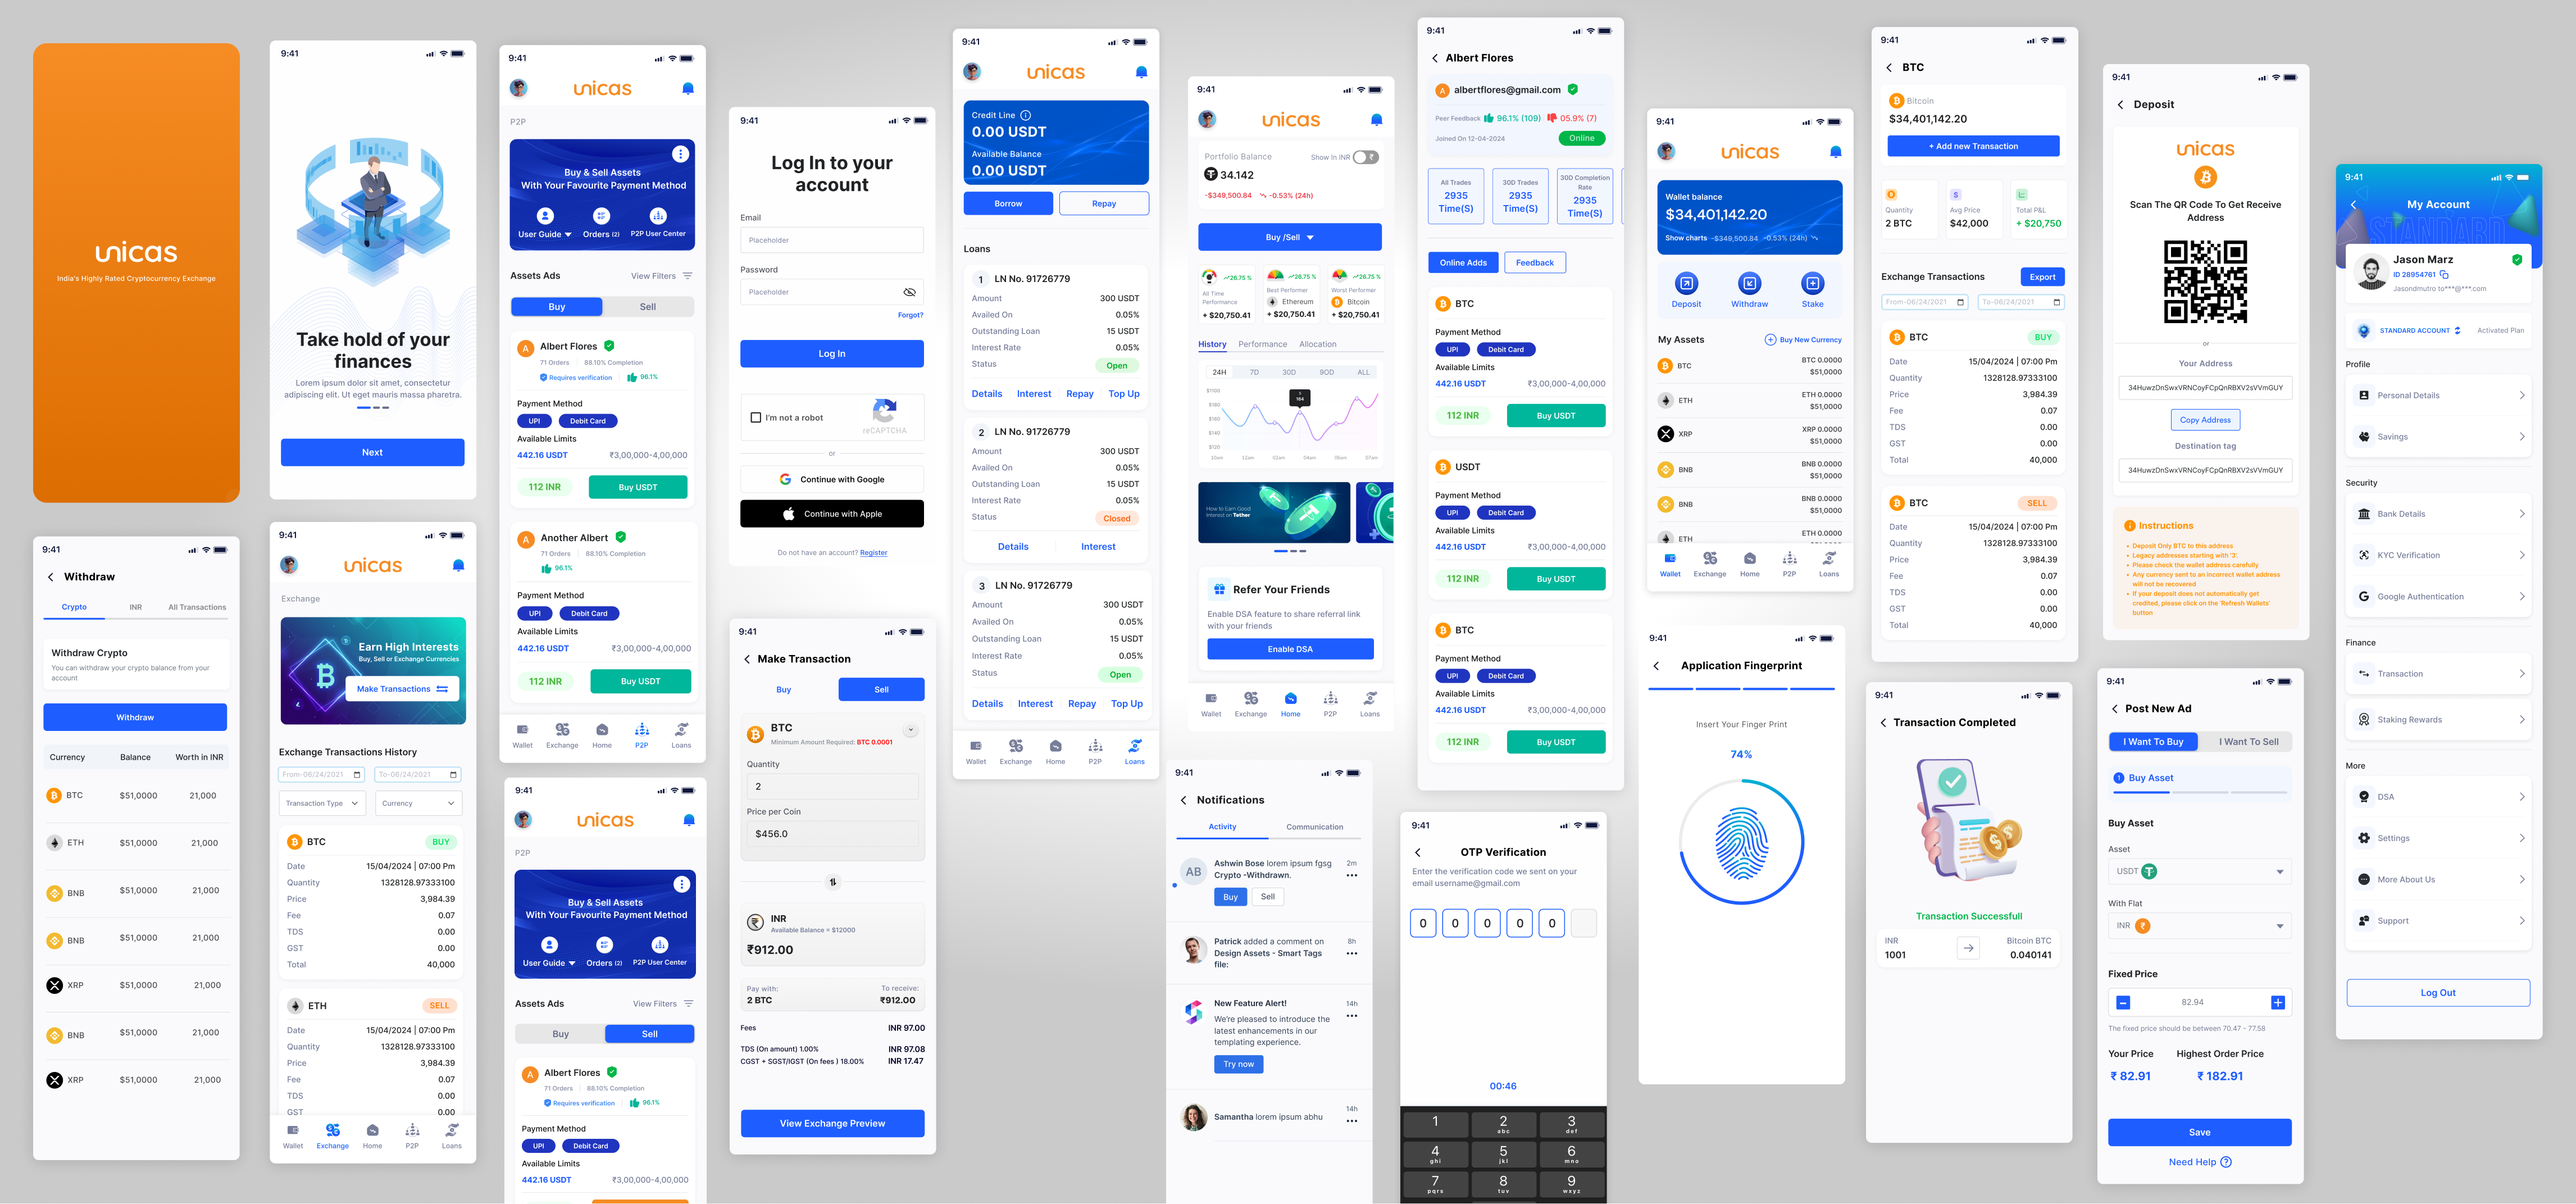 unicas
India's Highly Rated Cryptocurrency Exchange
9:41
Withdraw
Crypto INR All Transactions
Withdraw Crypto
You can withdraw your crypto balance from your
account
Withdraw
Currency Balance Worth in INR
BTC $51,0000 21,000
ETH $51,0000 21,000
BNB $51,0000 21,000
BNB $51,0000 21,000
XRP $51,0000 21,000
BNB $51,0000 21,000
XRP $51,0000 21,000
9:41
Take hold of your
finances
Lorem ipsum dolor sit amet, consectetur
adipiscing elit. Ut eget mauris massa pharetra.
Next
9:41
unicas
Exchange
Earn High Interests
Buy, Sell or Exchange Currencies
Make Transactions
Exchange Transactions History
From-06/24/2021 To-06/24/2021
Transaction Type Currency
BTC BUY
Date 15/04/2024 | 07:00 Pm
Quantity 1328128.97333100
Price 3,984.39
Fee 0.07
TDS 0.00
GST 0.00
Total 40,000
ETH SELL
Date 15/04/2024 | 07:00 Pm
Quantity 1328128.97333100
Price 3,984.39
Fee 0.07
TDS 0.00
GST 0.00
Wallet Exchange Home P2P Loans
9:41
unicas
P2P
Buy & Sell Assets
With Your Favourite Payment Method
User Guide Orders (2) P2P User Center
Assets Ads View Filters
Buy Sell
A Albert Flores
71 Orders 88.10% Completion
Requires verification 96.1%
Payment Method
UPI Debit Card
Available Limits
442.16 USDT ₹3,00,000-4,00,000
112 INR Buy USDT
A Another Albert
71 Orders 88.10% Completion
96.1%
Payment Method
UPI Debit Card
Available Limits
442.16 USDT ₹3,00,000-4,00,000
112 INR Buy USDT
Wallet Exchange Home P2P Loans
9:41
unicas
P2P
Buy & Sell Assets
With Your Favourite Payment Method
User Guide Orders (2) P2P User Center
Assets Ads View Filters
Buy Sell
A Albert Flores
71 Orders 88.10% Completion
Requires verification 96.1%
Payment Method
UPI Debit Card
Available Limits
442.16 USDT ₹3,00,000-4,00,000
9:41
Log In to your
account
Email
Placeholder
Password
Placeholder
Forgot?
Log In
I'm not a robot
reCAPTCHA
or
Continue with Google
Continue with Apple
Do not have an account? Register
9:41
Make Transaction
Buy Sell
BTC
Minimum Amount Required: BTC 0.0001
Quantity
2
Price per Coin
$456.0
INR
Available Balance = $12000
₹912.00
Pay with: To receive:
2 BTC ₹912.00
Fees INR 97.00
TDS (On amount) 1.00% INR 97.08
CGST + SGST/IGST (On fees ) 18.00% INR 17.47
View Exchange Preview
9:41
unicas
Credit Line
0.00 USDT
Available Balance
0.00 USDT
Borrow Repay
Loans
1 LN No. 91726779
Amount 300 USDT
Availed On 0.05%
Outstanding Loan 15 USDT
Interest Rate 0.05%
Status Open
Details Interest Repay Top Up
2 LN No. 91726779
Amount 300 USDT
Availed On 0.05%
Outstanding Loan 15 USDT
Interest Rate 0.05%
Status Closed
Details Interest
3 LN No. 91726779
Amount 300 USDT
Availed On 0.05%
Outstanding Loan 15 USDT
Interest Rate 0.05%
Status Open
Details Interest Repay Top Up
Wallet Exchange Home P2P Loans
9:41
unicas
Portfolio Balance Show In INR ₹
34.142
-$349,500.84 -0.53% (24h)
Buy /Sell
26.75 % 26.75 % 26.75 %
All Time
Performance
+ $20,750.41
Best Performer
Ethereum
+ $20,790.41
Worst Performer
Bitcoin
+ $20,790.41
History Performance Allocation
24H 7D 30D 90D ALL
$1100
$180
$160
$140
$120
164
10am 12am 02am 04am 06am 07am
How to Earn Good
Interest on Tether
Refer Your Friends
Enable DSA feature to share referral link
with your friends
Enable DSA
Wallet Exchange Home P2P Loans
9:41
Notifications
Activity Communication
AB
Ashwin Bose lorem ipsum fgsg 2m
Crypto -Withdrawn.
Buy Sell
Patrick added a comment on 8h
Design Assets - Smart Tags
file:
New Feature Alert! 14h
We're pleased to introduce the
latest enhancements in our
templating experience.
Try now
Samantha lorem ipsum abhu 14h
9:41
Albert Flores
A albertflores@gmail.com
Peer Feedback 96.1% (109) 05.9% (7)
Joined On 12-04-2024 Online
All Trades
2935
Time(S)
30D Trades
2935
Time(S)
30D Completion
Rate
2935
Time(S)
Online Adds Feedback
BTC
Payment Method
UPI Debit Card
Available Limits
442.16 USDT ₹3,00,000-4,00,000
112 INR Buy USDT
USDT
Payment Method
UPI Debit Card
Available Limits
442.16 USDT ₹3,00,000-4,00,000
112 INR Buy USDT
BTC
Payment Method
UPI Debit Card
Available Limits
442.16 USDT ₹3,00,000-4,00,000
112 INR Buy USDT
9:41
OTP Verification
Enter the verification code we sent on your
email username@gmail.com
0 0 0 0 0
00:46
1 2 3
abc def
4 5 6
ghi jkl mno
7 8 9
pqrs tuv wxyz
9:41
unicas
Wallet balance
$34,401,142.20
Show charts -$349,500.84 -0.53% (24h)
Deposit Withdraw Stake
My Assets Buy New Currency
BTC BTC 0.0000
$51,0000
ETH ETH 0.0000
$51,0000
XRP XRP 0.0000
$51,0000
BNB BNB 0.0000
$51,0000
BNB BNB 0.0000
$51,0000
ETH ETH 0.0000
Wallet Exchange Home P2P Loans
9:41
Application Fingerprint
Insert Your Finger Print
74%
9:41
BTC
Bitcoin
$34,401,142.20
+ Add new Transaction
Quantity
2 BTC
Avg Price
$42,000
Total P&L
+ $20,750
Exchange Transactions Export
From-06/24/2021 To-06/24/2021
BTC BUY
Date 15/04/2024 | 07:00 Pm
Quantity 1328128.97333100
Price 3,984.39
Fee 0.07
TDS 0.00
GST 0.00
Total 40,000
BTC SELL
Date 15/04/2024 | 07:00 Pm
Quantity 1328128.97333100
Price 3,984.39
Fee 0.07
TDS 0.00
GST 0.00
Total 40,000
9:41
Transaction Completed
Transaction Successfull
INR Bitcoin BTC
1001 0.040141
9:41
Deposit
unicas
Scan The QR Code To Get Receive
Address
or
Your Address
34HuwzDnSwxVRNCoyFCpQnRBXV2sVVmGUY
Copy Address
Destination tag
34HuwzDnSwxVRNCoyFCpQnRBXV2sVVmGUY
Instructions
Deposit Only BTC to this address
Legacy addresses starting with '3'.
Please check the wallet address carefully
Any currency sent to an incorrect wallet address
will not be recovered
If your deposit does not automatically get
credited, please click on the 'Refresh Wallets'
button
9:41
Post New Ad
I Want To Buy I Want To Sell
1 Buy Asset
Buy Asset
Asset
USDT
With Flat
INR
Fixed Price
82.94
The fixed price should be between 70.47 - 77.58
Your Price Highest Order Price
₹ 82.91 ₹ 182.91
Save
Need Help
9:41
My Account
STANDARD
Jason Marz
ID 28954761
Jasondmutro to***@***.com
STANDARD ACCOUNT Activated Plan
Profile
Personal Details
Savings
Security
Bank Details
KYC Verification
Google Authentication
Finance
Transaction
Staking Rewards
More
DSA
Settings
More About Us
Support
Log Out